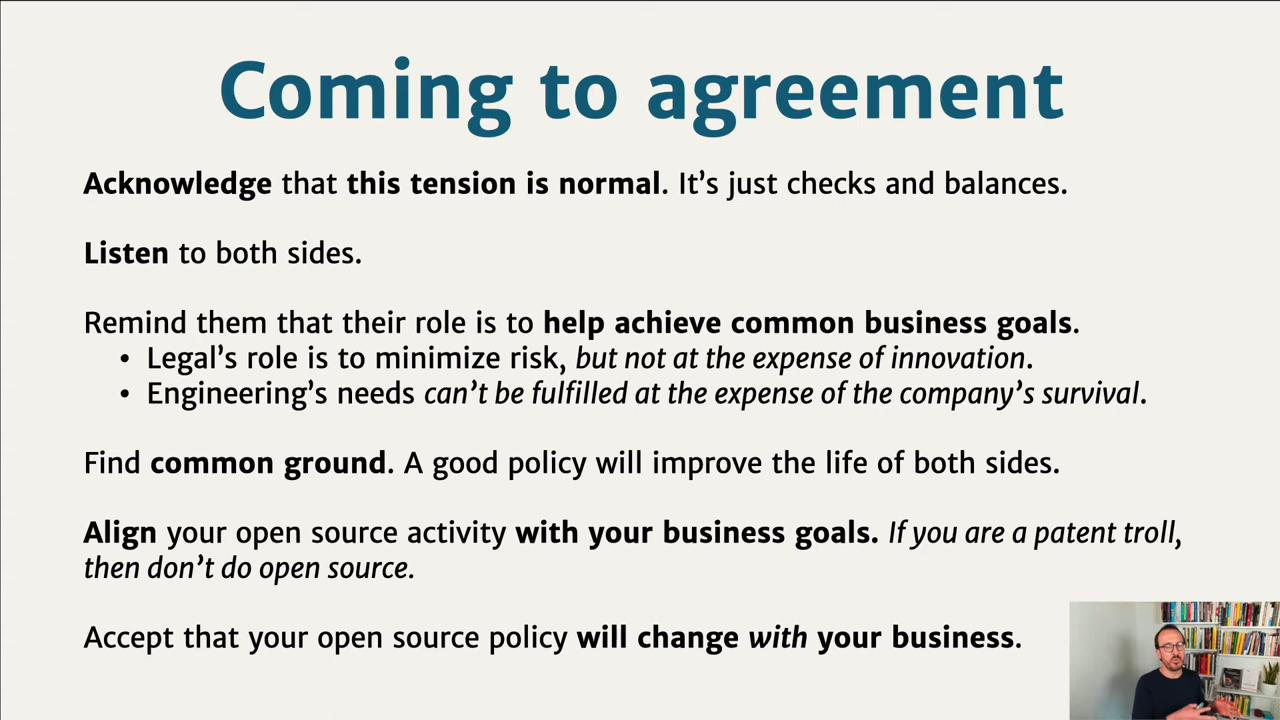 Coming to agreement
Acknowledge that this tension is normal. It’s just checks and balances.
Listen to both sides.
Remind them that their role is to help achieve common business goals.
• Legal’s role is to minimize risk, but not at the expense of innovation.
• Engineering’s needs can’t be fulfilled at the expense of the company’s survival.
Find common ground. A good policy will improve the life of both sides.
Align your open source activity with your business goals. If you are a patent troll,
then don’t do open source.
Accept that your open source policy will change with your business.